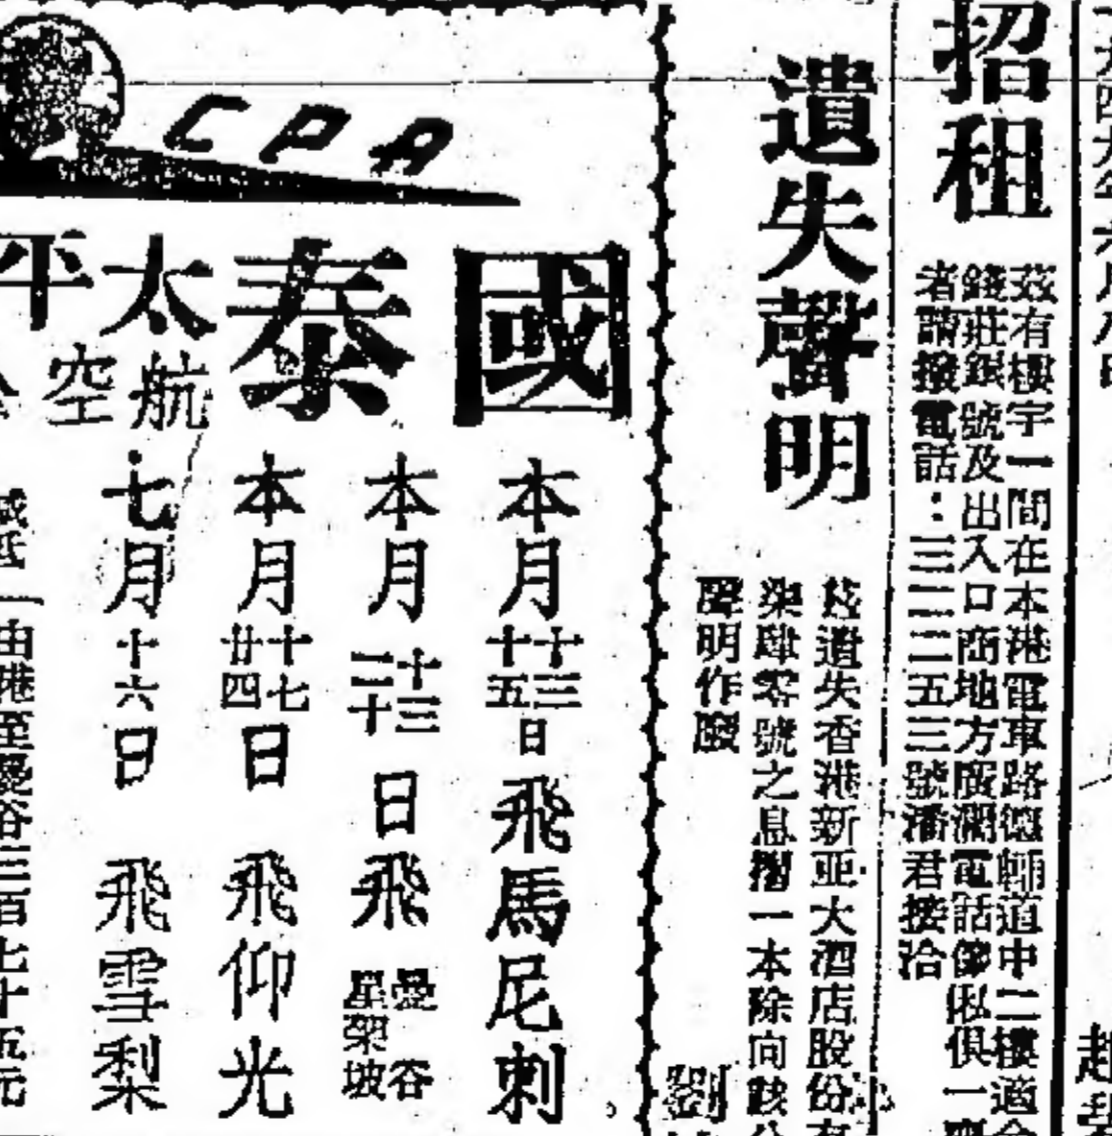 招租
茲有樓宇一間在本港電車路德輔道中二樓適合
錢莊銀號及出入口商地方廣濶電話傢俬俱一
者請撥電話：三二二五三號潘君接洽
遺失聲明
茲遺失香港新亞大酒店股份有
柒肆零號之息摺一本除向該公
聲明作廢
劉
CPA
國泰太平
航空公
本月十三十五日飛馬尼刺
本月十三二十日飛曼谷星架坡
本月十七廿四日飛仰光
七月十六日飛雪梨
減低
由港至曼谷三百七十五元
趙